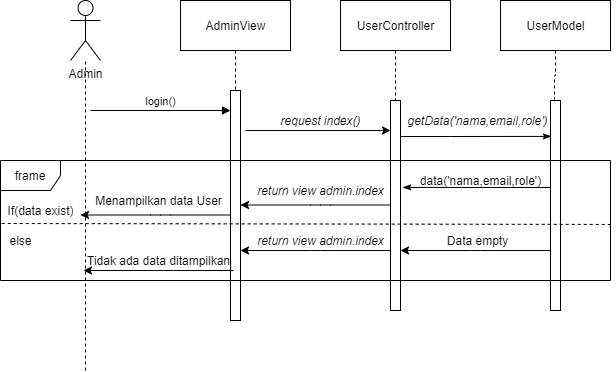 AdminView
UserController
UserModel
Admin
login()
request index()
getData('nama,email,role')
frame
data('nama,email,role')
return view admin.index
Menampilkan data User
If(data exist)
else
return view admin.index
Data empty
Tidak ada data ditampilkan